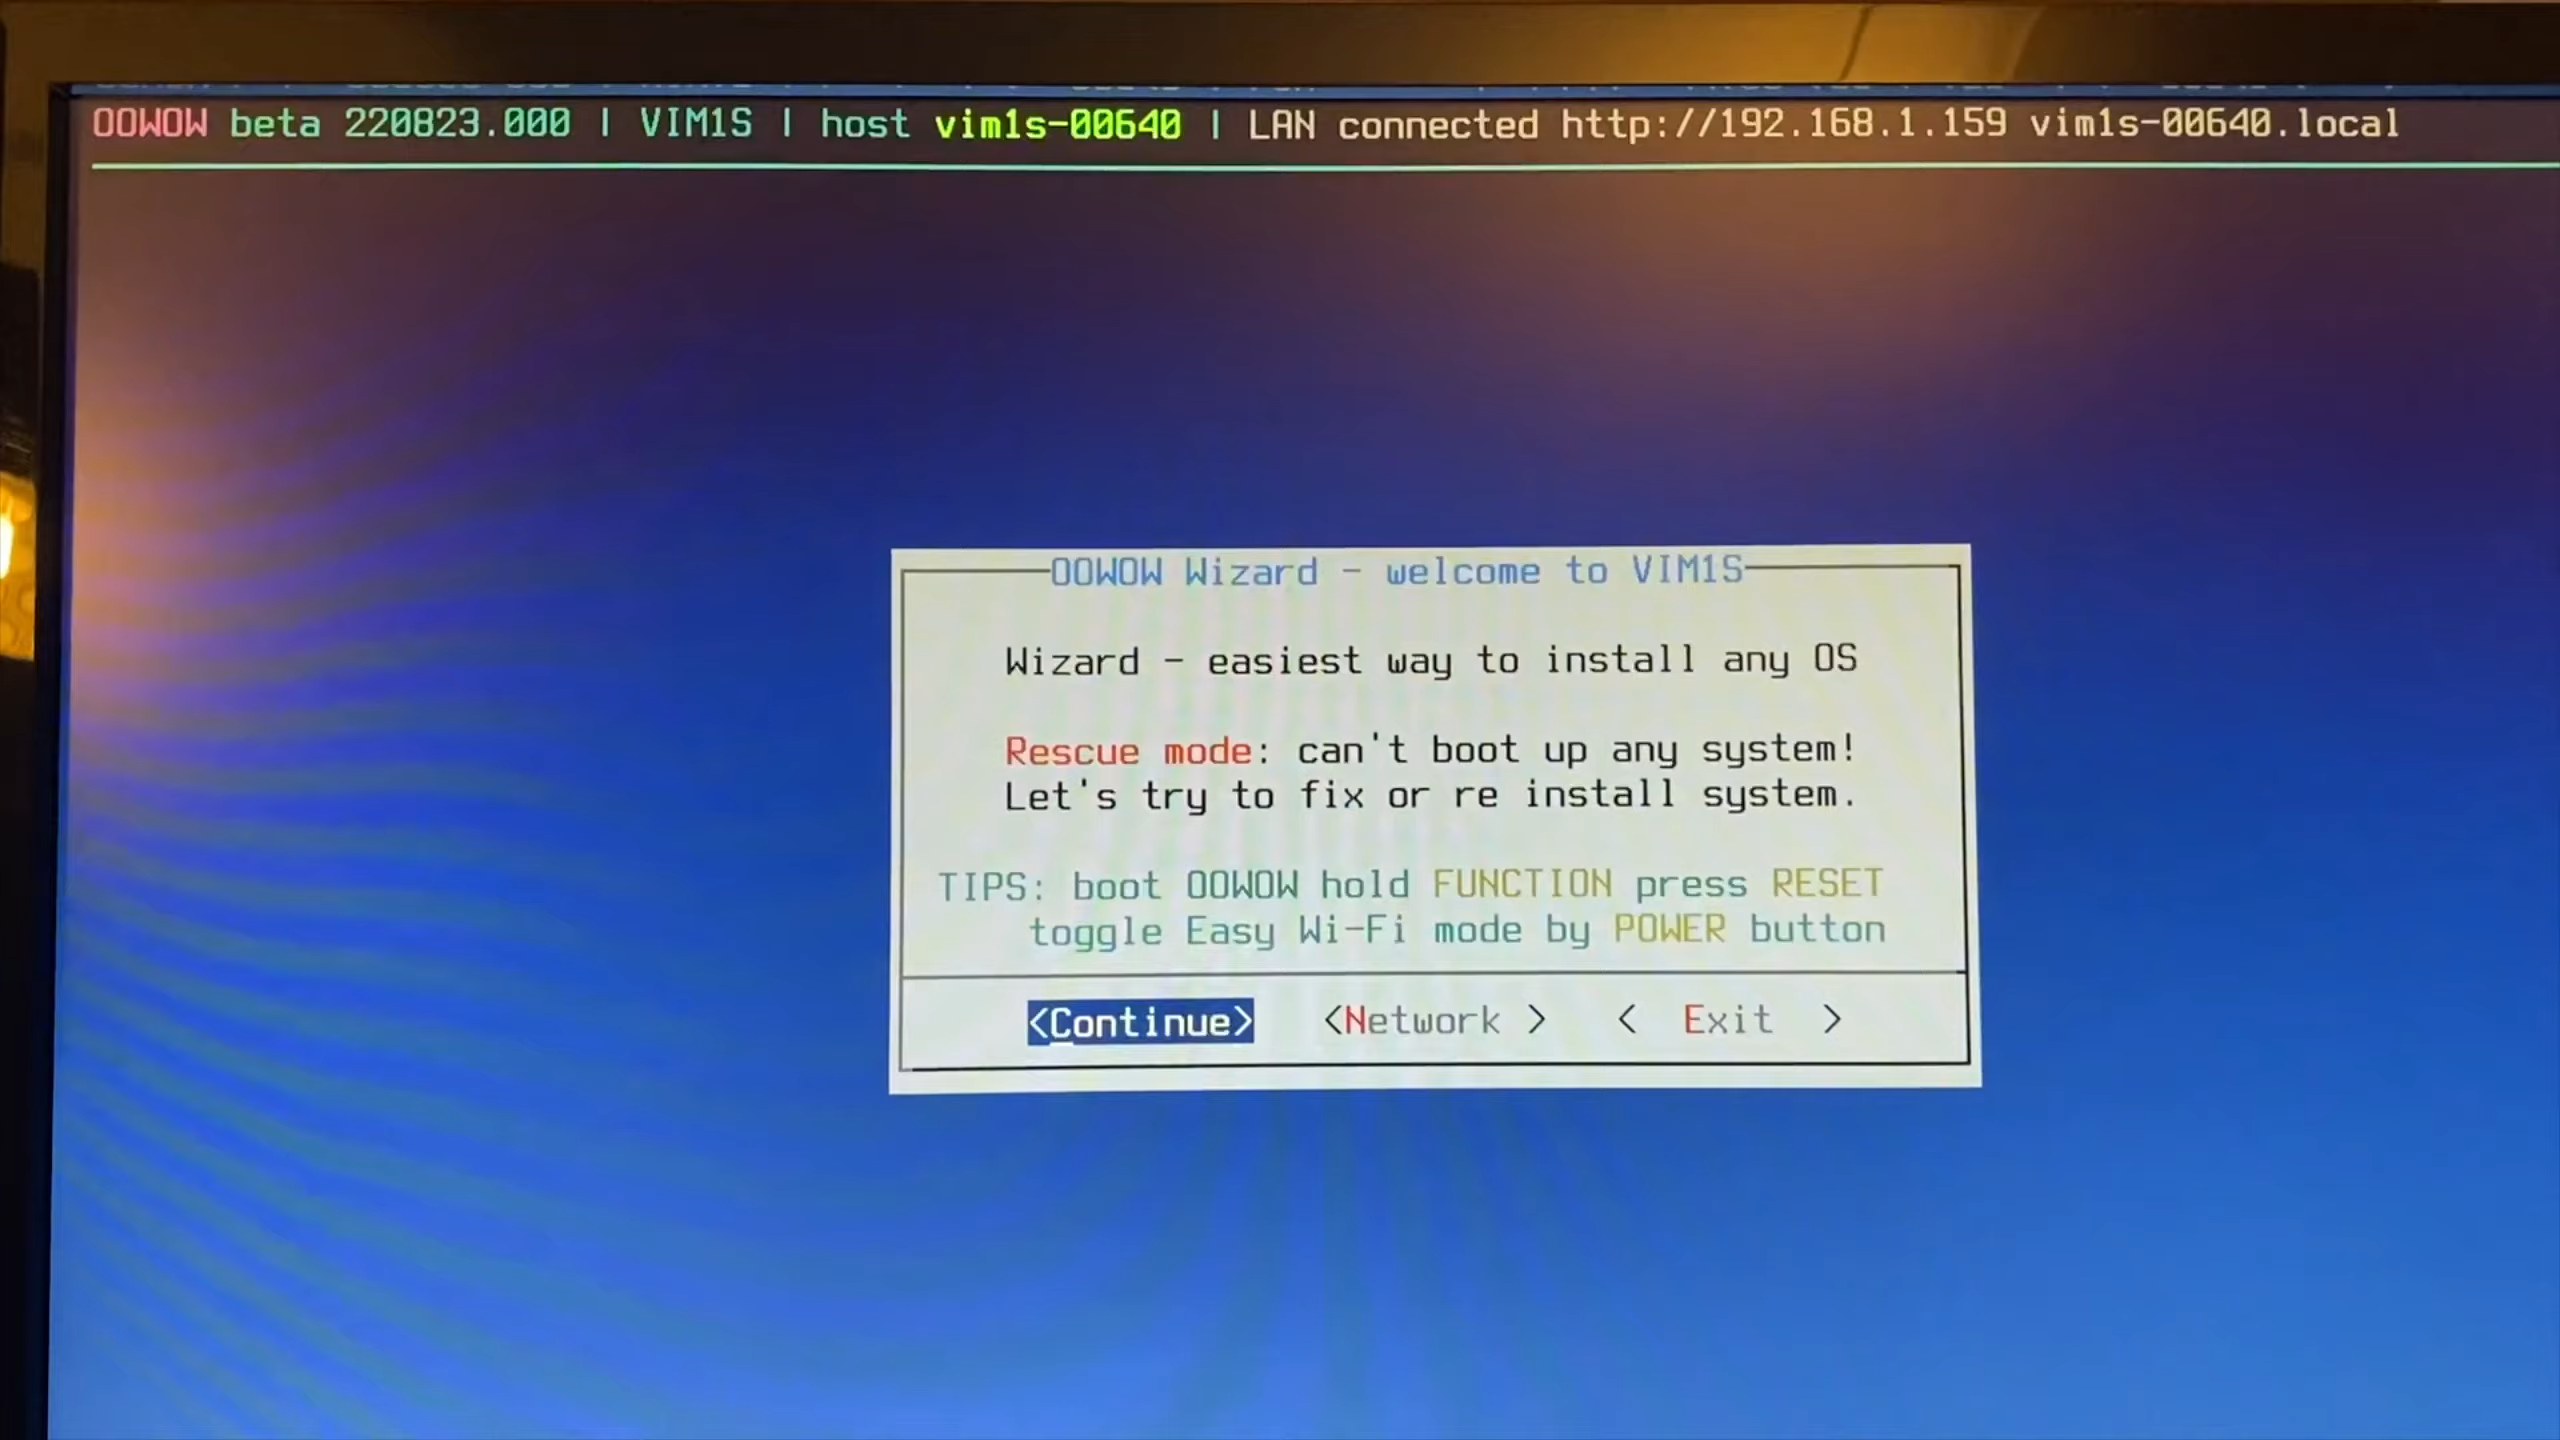 OOWOW beta 220823.000 | VIM1S | host vim1s-00640 | LAN connected http://192.168.1.159 vim1s-00640.local
OOWOW Wizard - welcome to VIM1S
Wizard - easiest way to install any OS
Rescue mode: can't boot up any system!
Let's try to fix or re install system.
TIPS: boot OOWOW hold FUNCTION press RESET
toggle Easy Wi-Fi mode by POWER button
<Continue> <Network > < Exit >